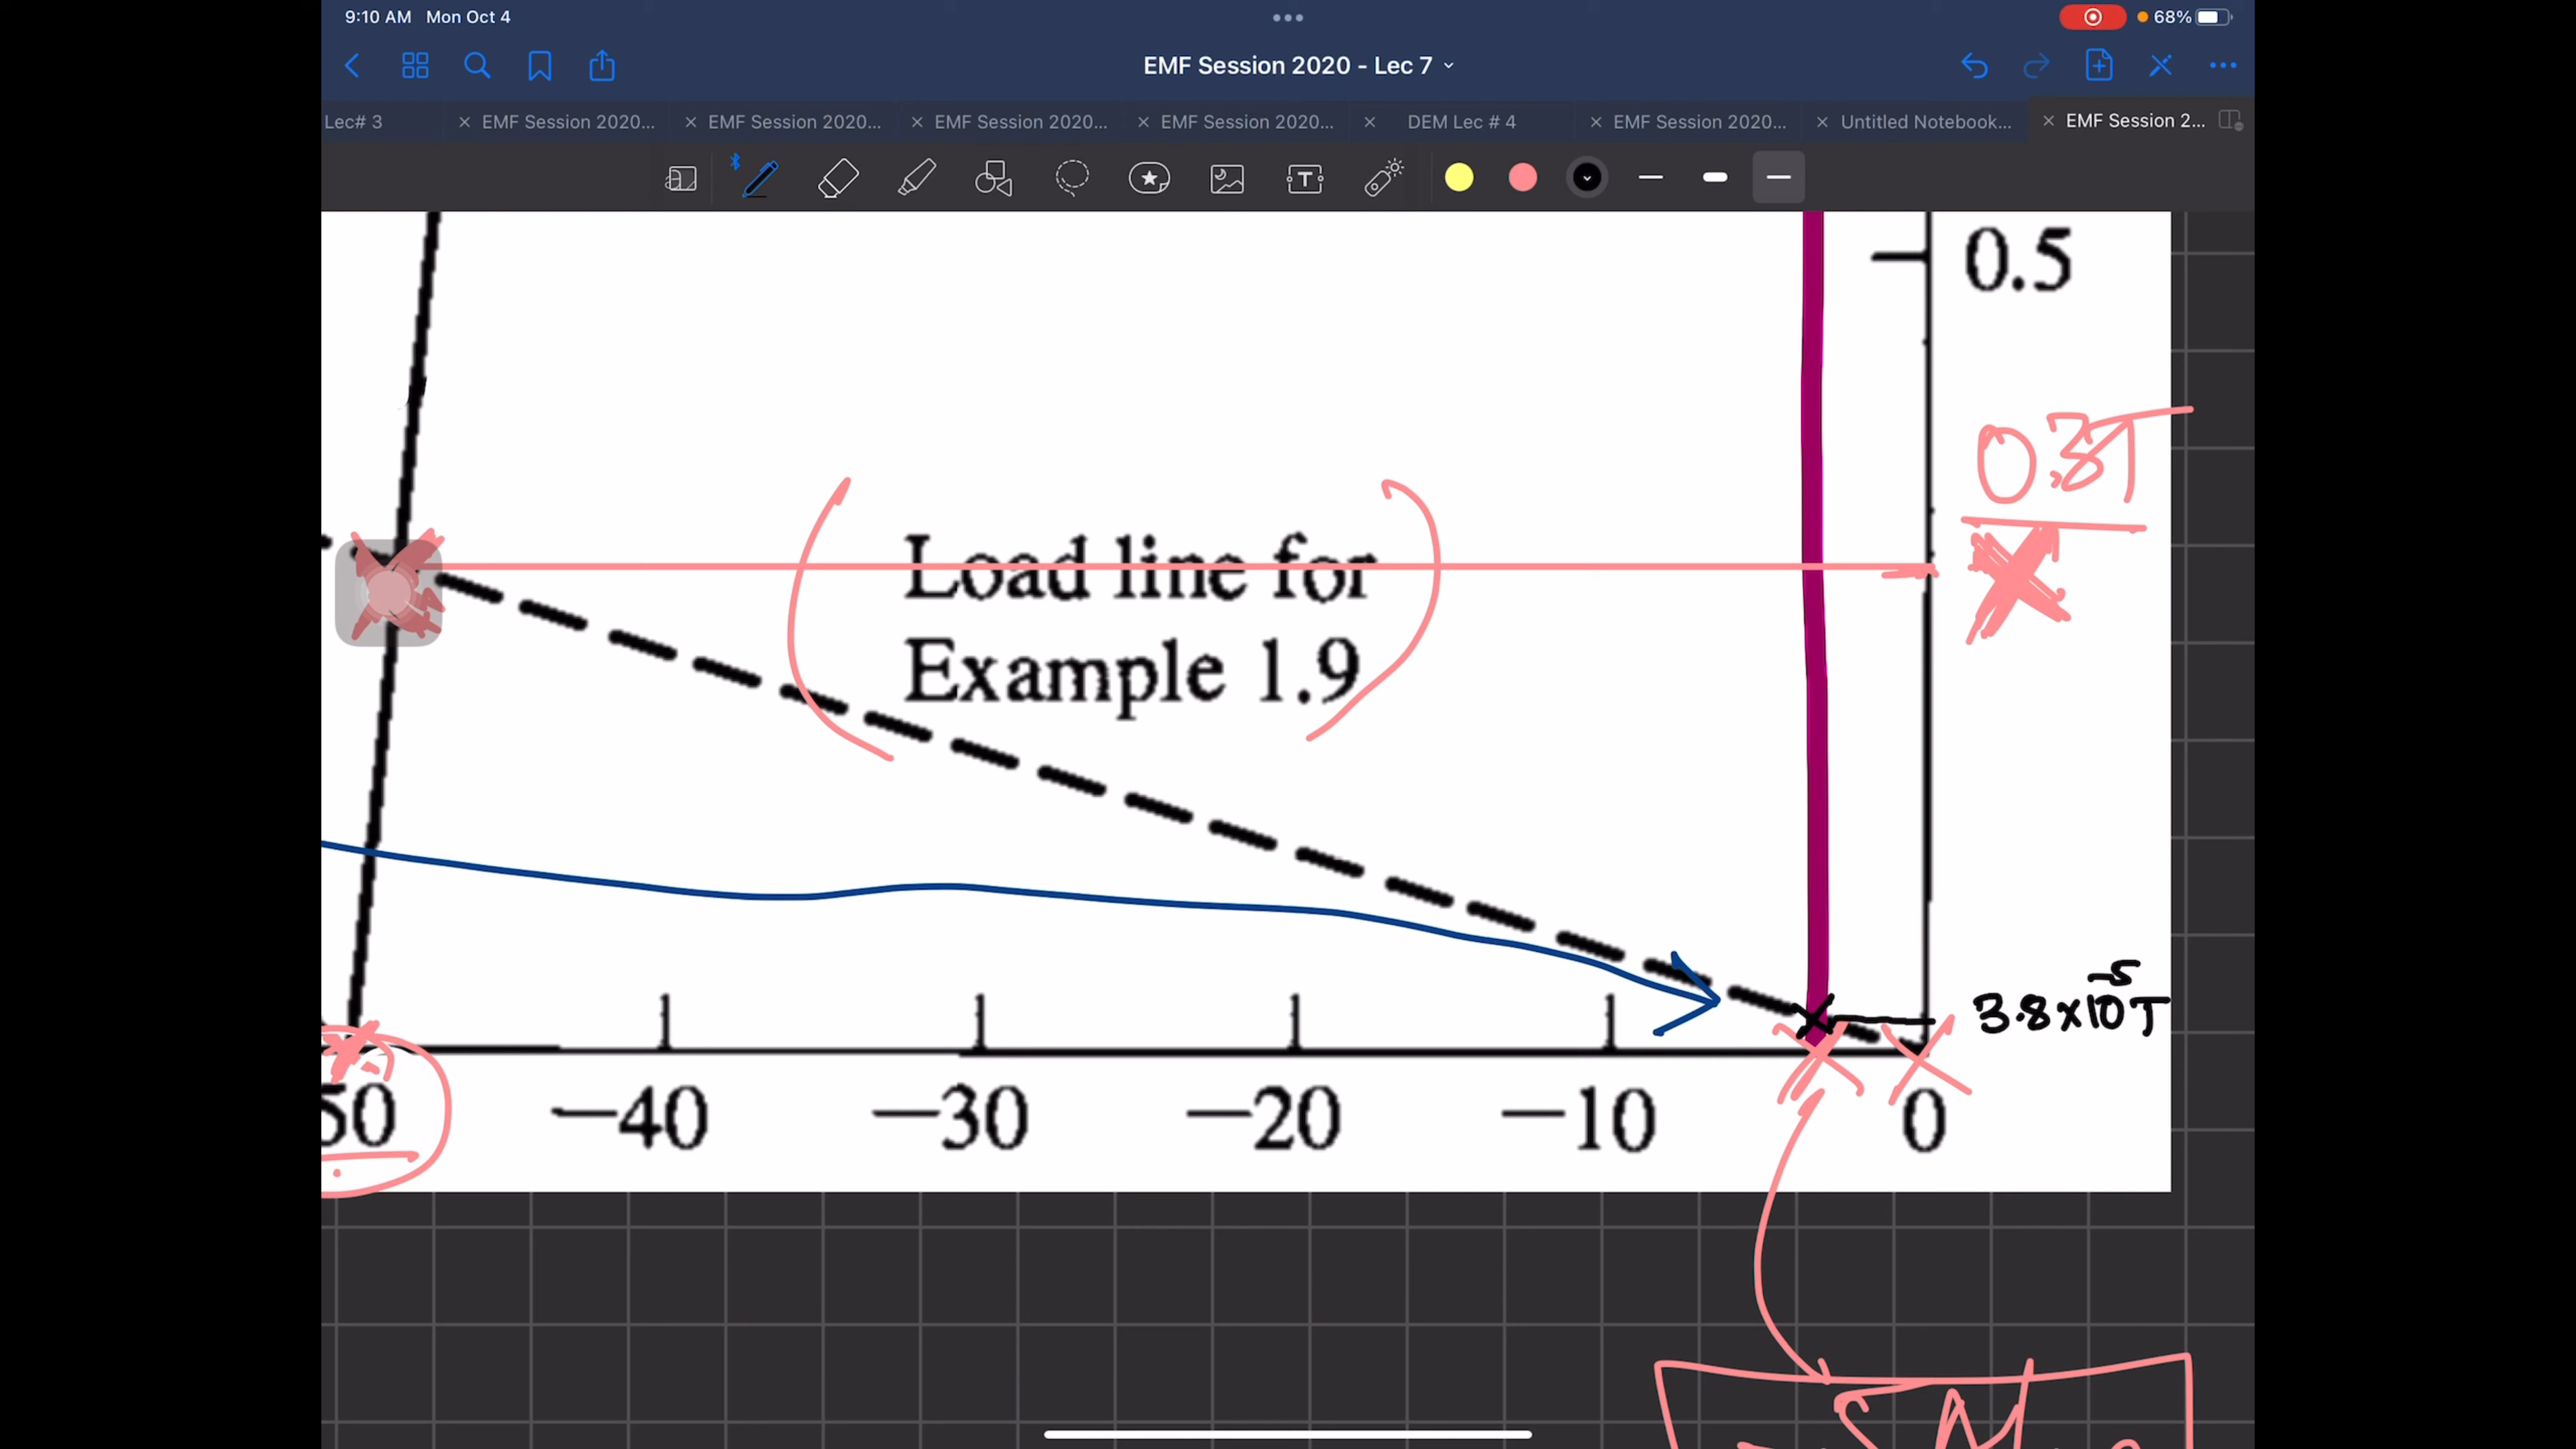 9:10 AM Mon Oct 4
68%
EMF Session 2020 - Lec 7
Lec# 3
EMF Session 2020...
EMF Session 2020...
EMF Session 2020...
EMF Session 2020...
DEM Lec # 4
EMF Session 2020...
Untitled Notebook...
EMF Session 2...
0.5
0.3T
Load line for
Example 1.9
3.8x10⁻⁵T
50
−40
−30
−20
−10
0